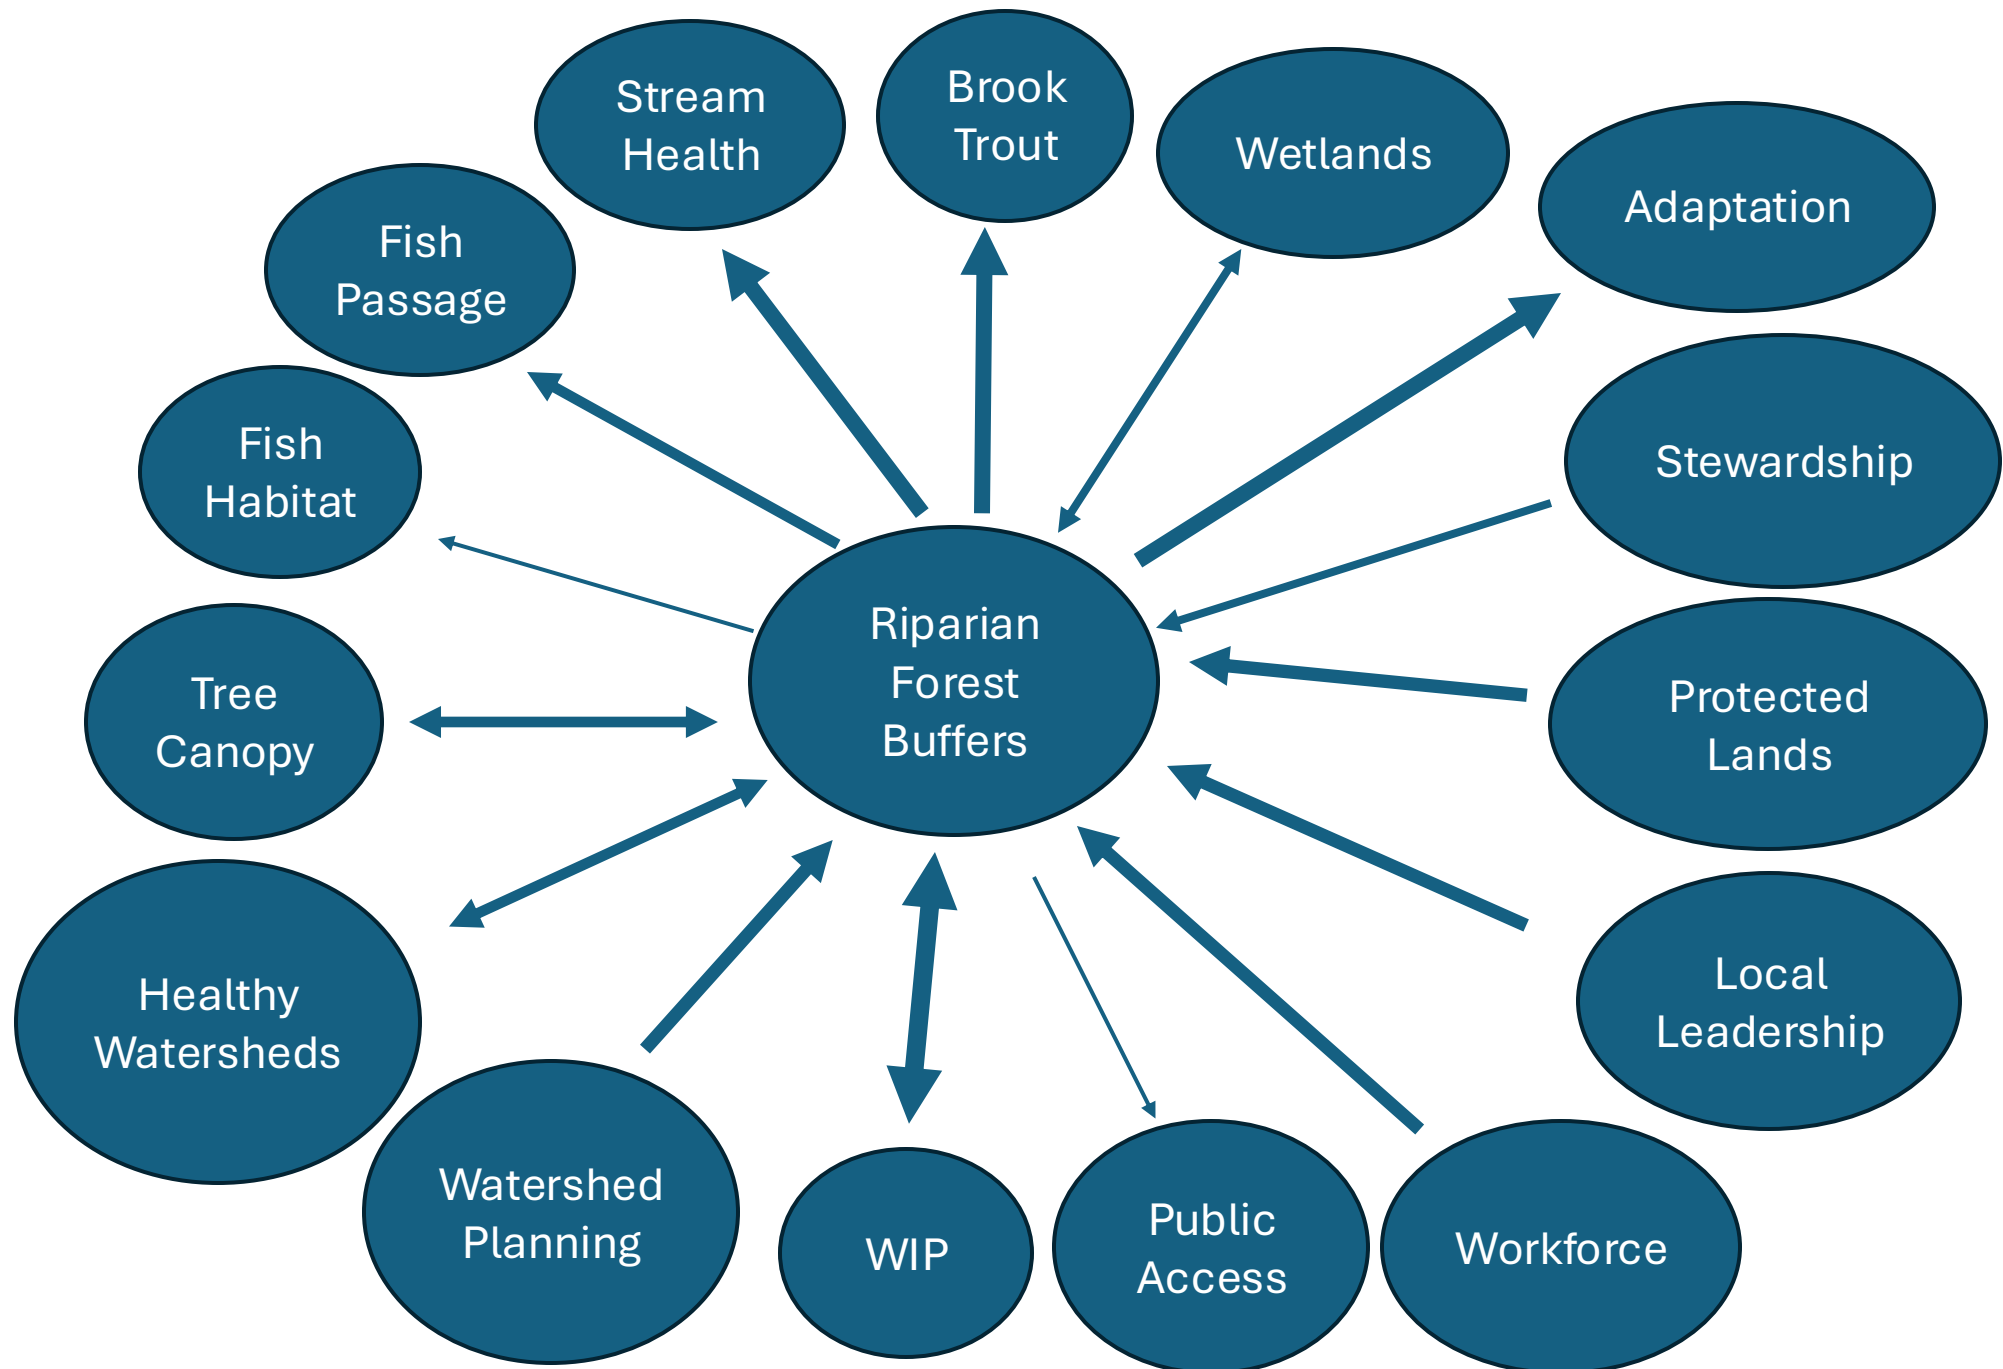 Stream
Health
Brook
Trout
Wetlands
Adaptation
Fish
Passage
Stewardship
Fish
Habitat
Riparian
Forest
Buffers
Tree
Canopy
Protected
Lands
Healthy
Watersheds
Local
Leadership
Watershed
Planning
WIP
Public
Access
Workforce